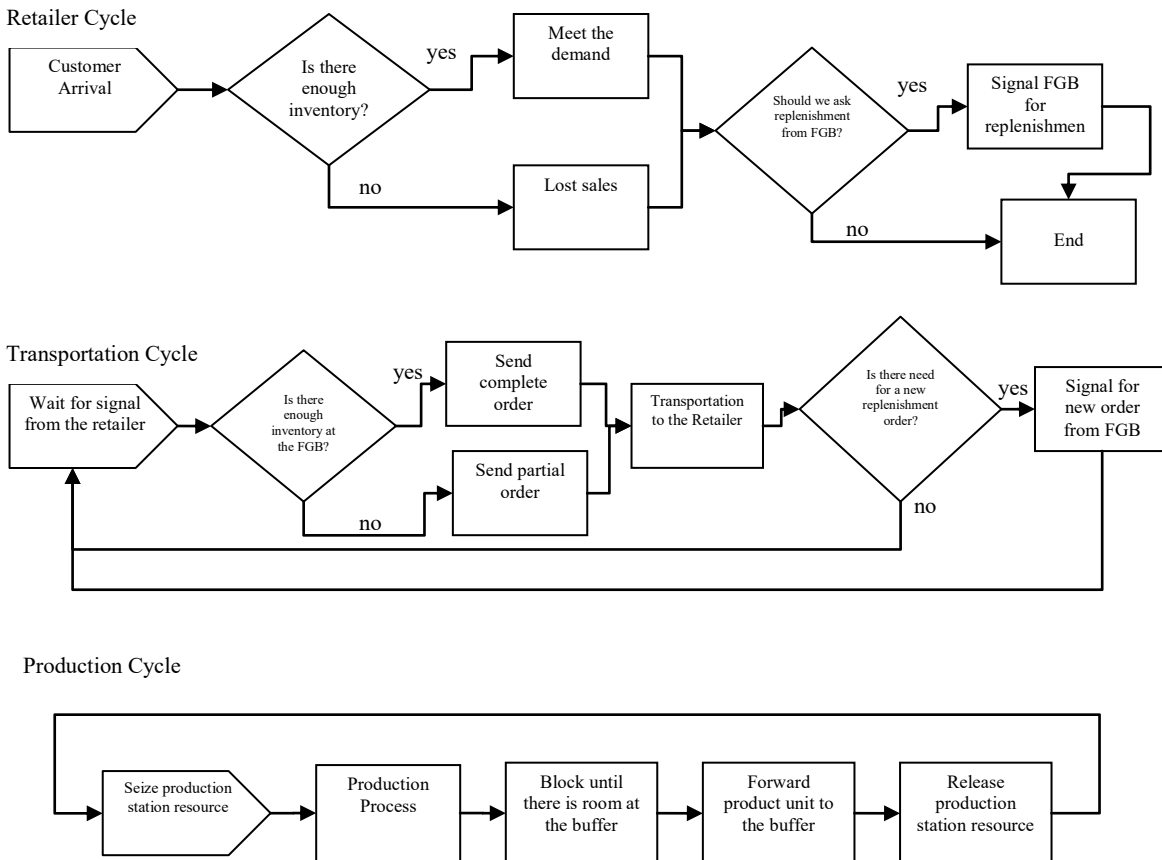 Retailer Cycle
Customer
Arrival
Is there
enough
inventory?
yes
no
Meet the
demand
Lost sales
Should we ask
replenishment
from FGB?
yes
no
Signal FGB
for
replenishmen
End
Transportation Cycle
Wait for signal
from the retailer
Is there
enough
inventory at
the FGB?
yes
no
Send
complete
order
Send partial
order
Transportation
to the Retailer
Is there need
for a new
replenishment
order?
yes
no
Signal for
new order
from FGB
Production Cycle
Seize production
station resource
Production
Process
Block until
there is room at
the buffer
Forward
product unit to
the buffer
Release
production
station resource